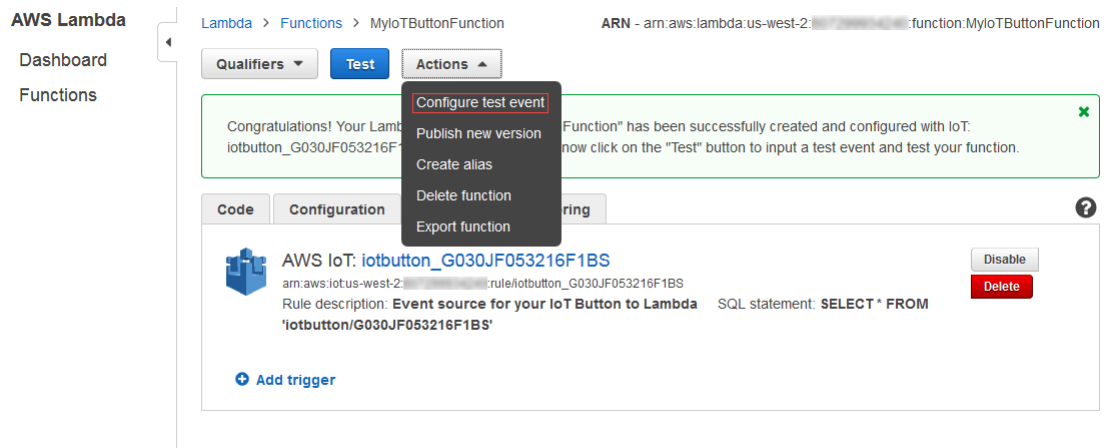 AWS Lambda
Dashboard
Functions
Lambda > Functions > MyIoTButtonFunction
ARN - arn:aws:lambda:us-west-2: :function:MyIoTButtonFunction
Qualifiers
Test
Actions
Configure test event
Publish new version
Create alias
Delete function
Export function
Congratulations! Your Lamb Function" has been successfully created and configured with IoT:
iotbutton_G030JF053216F1 now click on the "Test" button to input a test event and test your function.
Code
Configuration
ring
AWS IoT: iotbutton_G030JF053216F1BS
arn:aws:iot:us-west-2: :rule/iotbutton_G030JF053216F1BS
Rule description: Event source for your IoT Button to Lambda SQL statement: SELECT * FROM
'iotbutton/G030JF053216F1BS'
Disable
Delete
Add trigger